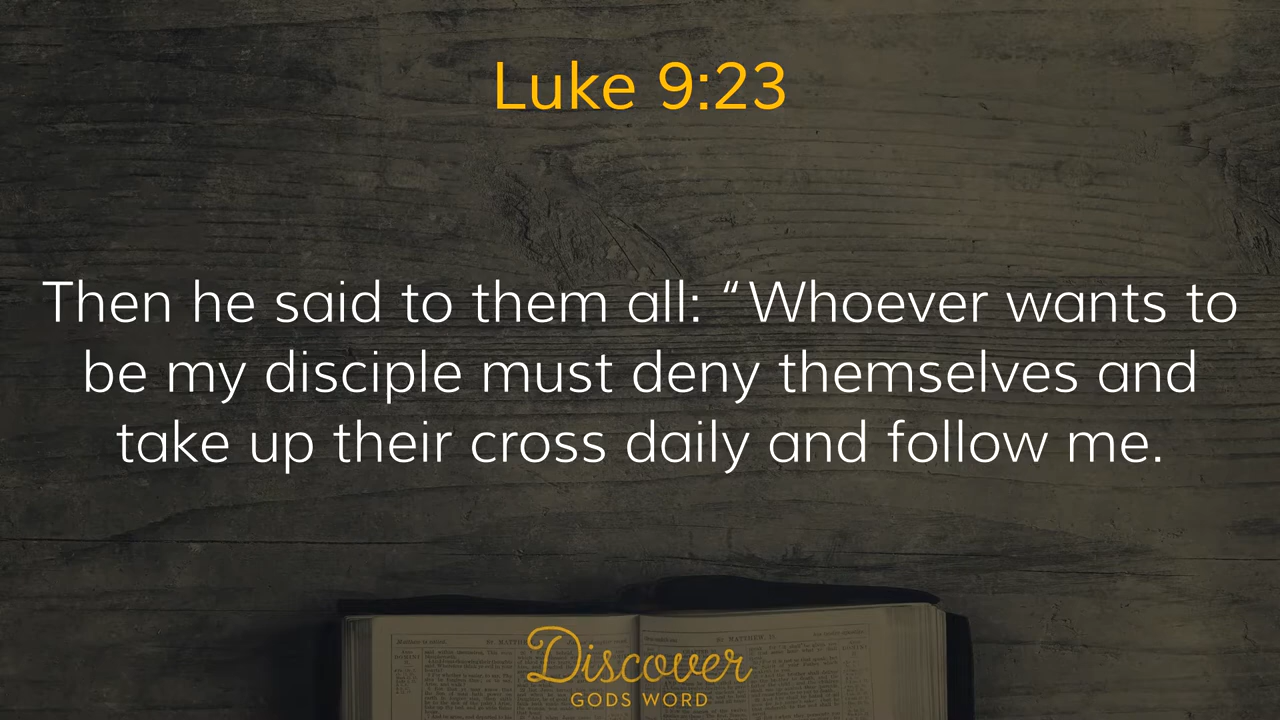 Luke 9:23
Then he said to them all: “Whoever wants to
be my disciple must deny themselves and
take up their cross daily and follow me.
Discover
GODS WORD